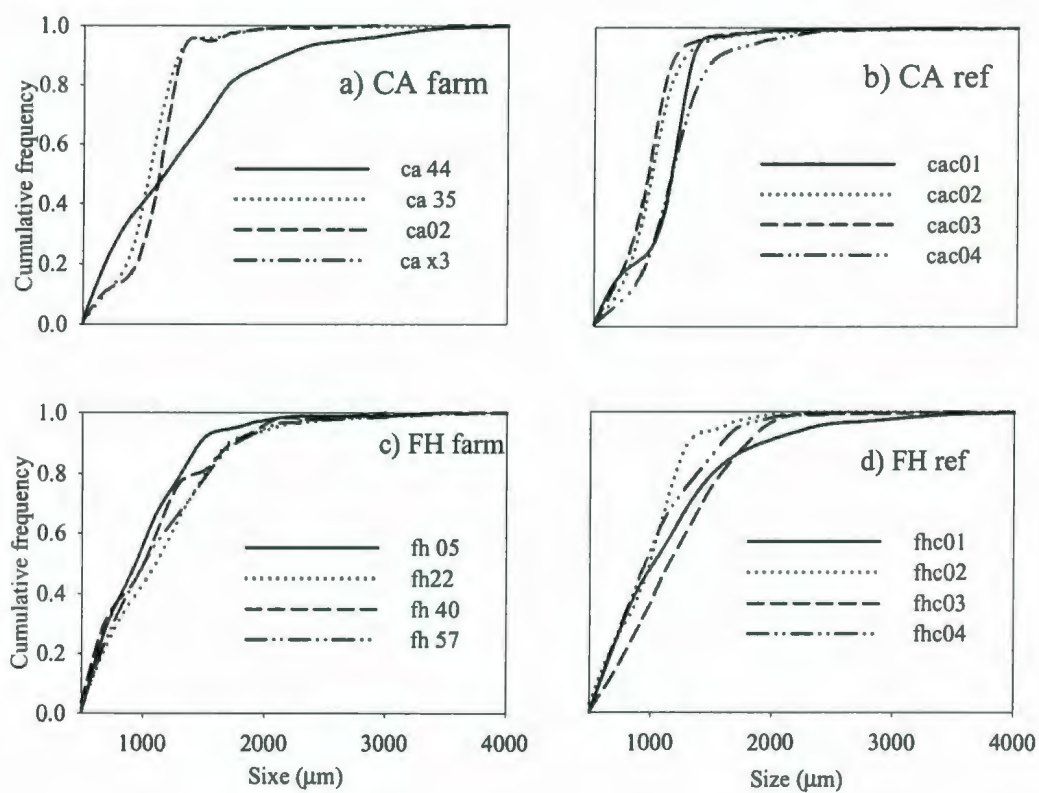 1.0
0.8
0.6
0.4
0.2
0.0
Cumulative frequency
a) CA farm
ca 44
ca 35
ca02
ca x3
b) CA ref
cac01
cac02
cac03
cac04
1.0
0.8
0.6
0.4
0.2
0.0
Cumulative frequency
c) FH farm
fh 05
fh22
fh 40
fh 57
1000 2000 3000 4000
Sixe (μm)
d) FH ref
fhc01
fhc02
fhc03
fhc04
1000 2000 3000 4000
Size (μm)